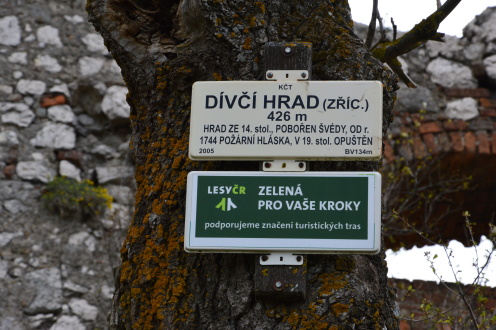 KČT
DÍVČÍ HRAD (ZŘÍC.)
426 m
HRAD ZE 14. stol., POBOŘEN ŠVÉDY, OD r.
1744 POŽÁRNÍ HLÁSKA, V 19. stol. OPUŠTĚN
2005 BV134m
LESYČR
ZELENÁ
PRO VAŠE KROKY
podporujeme značení turistických tras